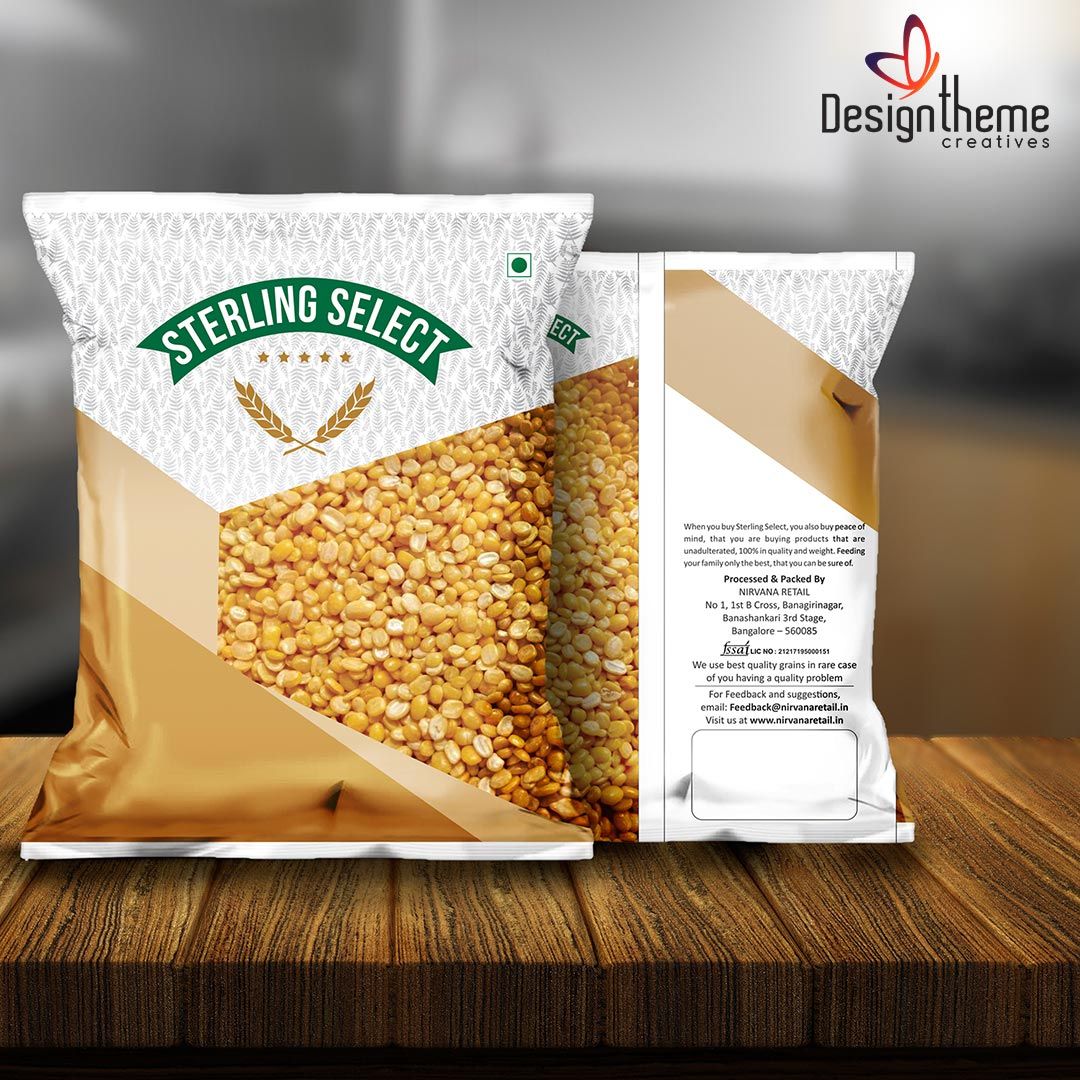 Designtheme
creatives
STERLING SELECT
ECT
When you buy Sterling Select, you also buy peace of
mind, that you are buying products that are
unadulterated, 100% in quality and weight. Feeding
your family only the best, that you can be sure of.
Processed & Packed By
NIRVANA RETAIL
No 1, 1st B Cross, Banagirinagar,
Banashankari 3rd Stage,
Bangalore – 560085
fssai LIC NO : 21217195000151
We use best quality grains in rare case
of you having a quality problem
For Feedback and suggestions,
email: Feedback@nirvanaretail.in
Visit us at www.nirvanaretail.in